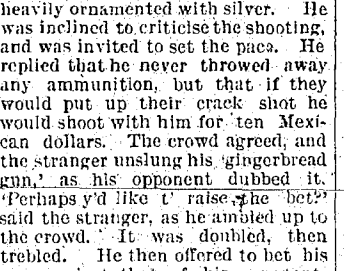 heavily ornamented with silver. He
was inclined to criticise the shooting,
and was invited to set the pace. He
replied that he never throwed away
any ammunition, but that if they
would put up their crack shot he
would shoot with him for ten Mexi-
can dollars. The crowd agreed, and
the stranger unslung his 'gingerbread
gun,' as his opponent dubbed it.
'Perhaps y'd like t' raise the bet?'
said the stranger, as he ambled up to
the crowd. It was doubled, then
trebled. He then offered to bet his